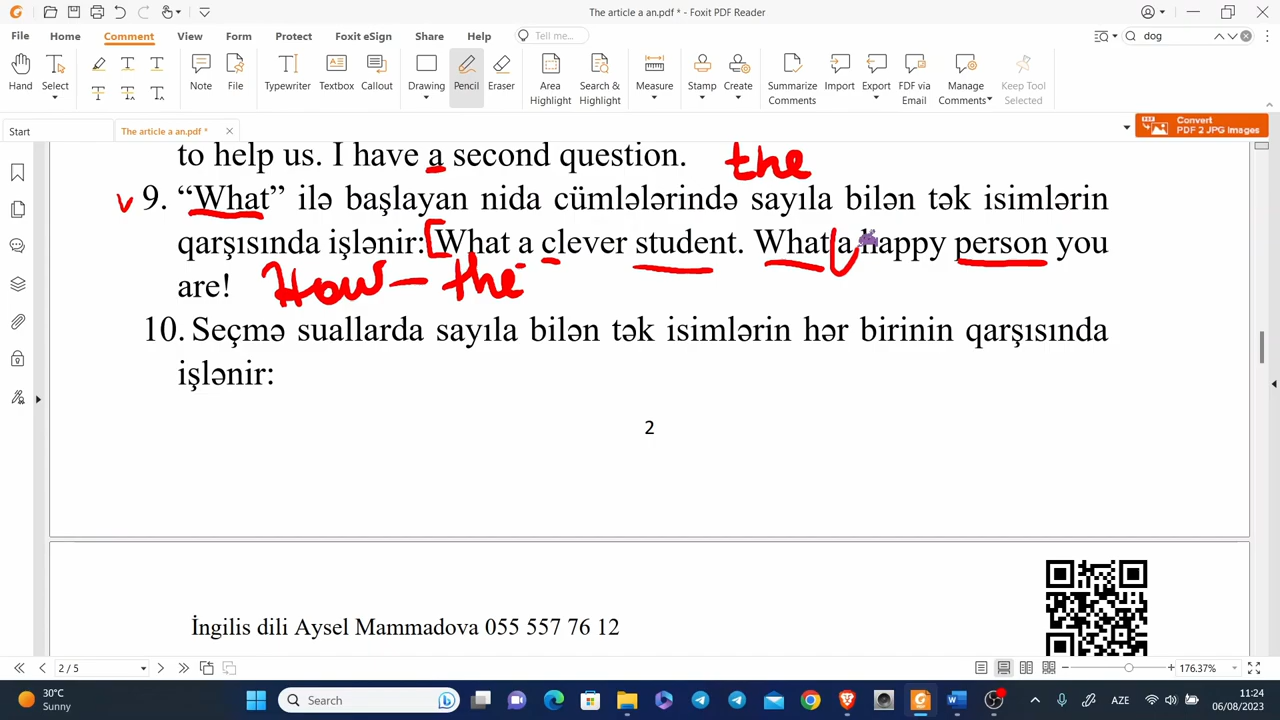 The article a an.pdf * - Foxit PDF Reader
File Home Comment View Form Protect Foxit eSign Share Help Tell me... dog
Hand Select Note File Typewriter Textbox Callout Drawing Pencil Eraser Area Highlight Search & Highlight Measure Stamp Create Summarize Comments Import Export FDF via Email Manage Comments Keep Tool Selected
Start The article a an.pdf * Convert PDF 2 JPG Images
to help us. I have a second question. the
v 9. “What” ilə başlayan nida cümlələrində sayıla bilən tək isimlərin
qarşısında işlənir: What a clever student. What a happy person you
are! How – the
10. Seçmə suallarda sayıla bilən tək isimlərin hər birinin qarşısında
işlənir:
2
İngilis dili Aysel Mammadova 055 557 76 12
2 / 5 176.37%
30°C Sunny Search AZE 11:24 06/08/2023